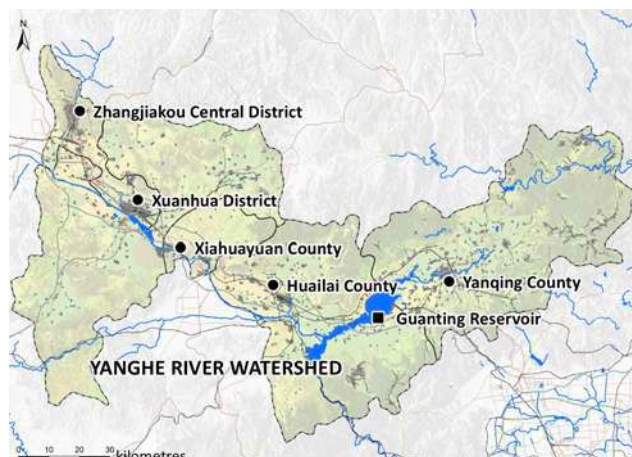 N
Zhangjiakou Central District
Xuanhua District
Xiahuayuan County
Huailai County
Yanqing County
Guanting Reservoir
YANGHE RIVER WATERSHED
0 10 20 30
kilometres